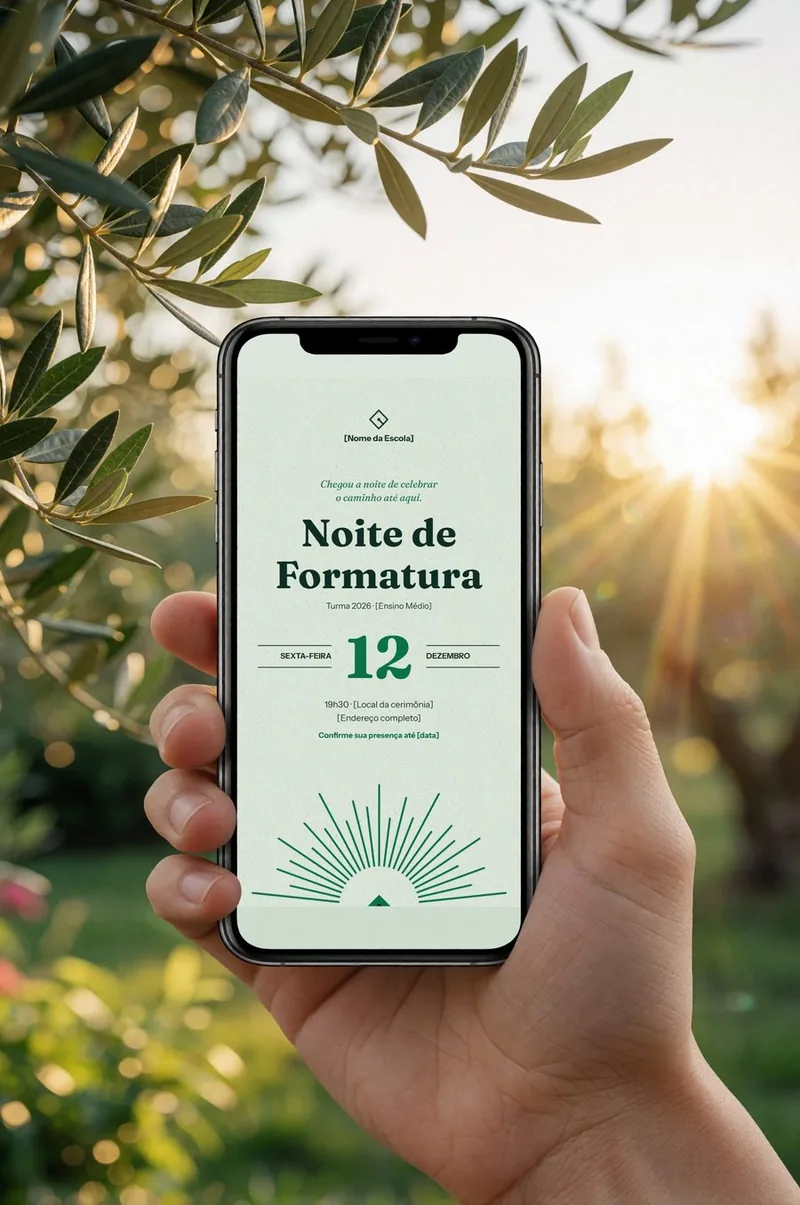 [Nome da Escola]
Chegou a noite de celebrar
o caminho até aqui.
Noite de
Formatura
Turma 2026 · [Ensino Médio]
SEXTA-FEIRA 12 DEZEMBRO
19h30 · [Local da cerimônia]
[Endereço completo]
Confirme sua presença até [data]